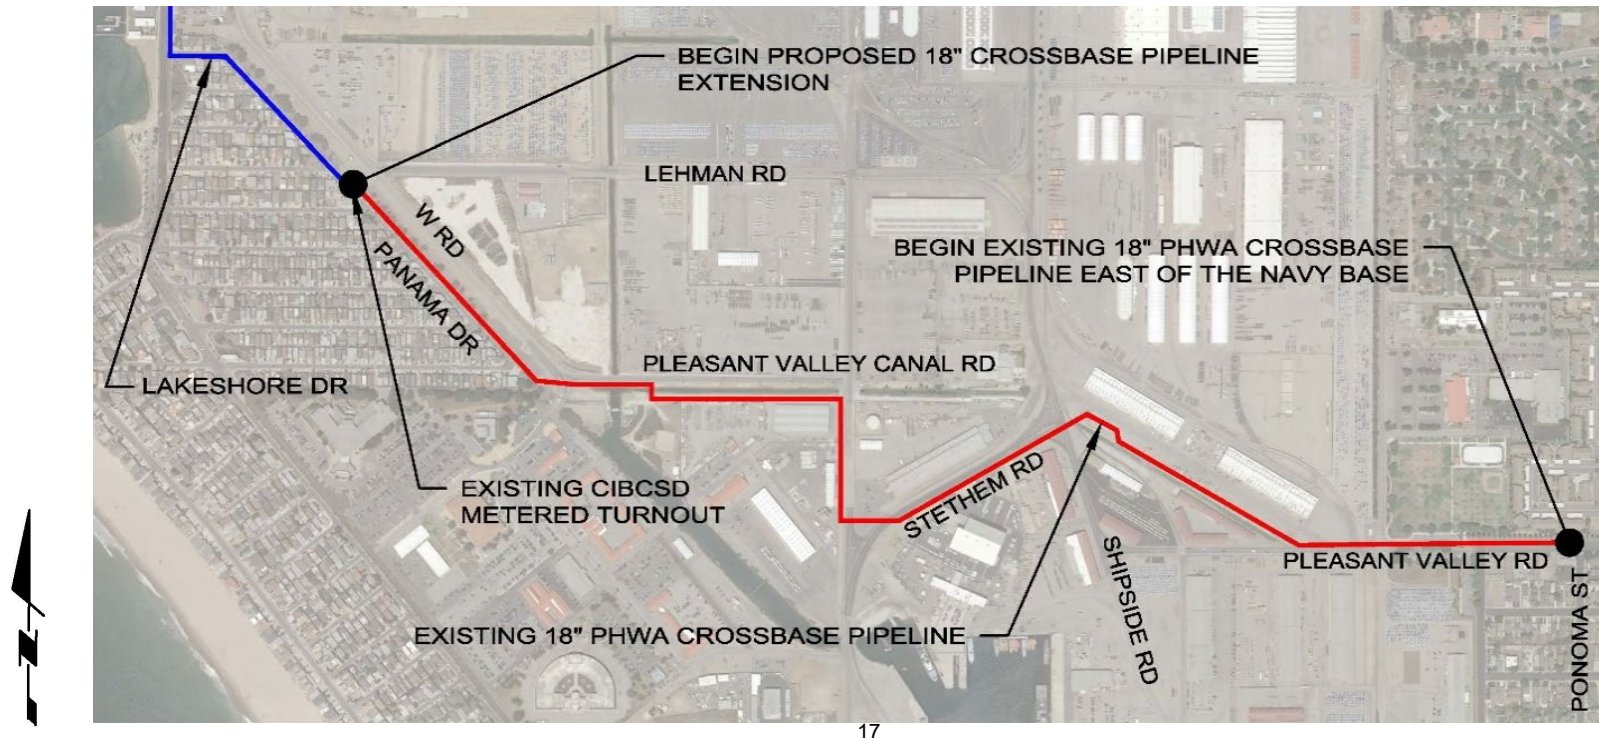 BEGIN PROPOSED 18" CROSSBASE PIPELINE
EXTENSION
LEHMAN RD
W RD
PANAMA DR
BEGIN EXISTING 18" PHWA CROSSBASE
PIPELINE EAST OF THE NAVY BASE
PLEASANT VALLEY CANAL RD
LAKESHORE DR
EXISTING CIBCSD
METERED TURNOUT
STETHEM RD
SHIPSIDE RD
PLEASANT VALLEY RD
PONOMA ST
EXISTING 18" PHWA CROSSBASE PIPELINE
N
17